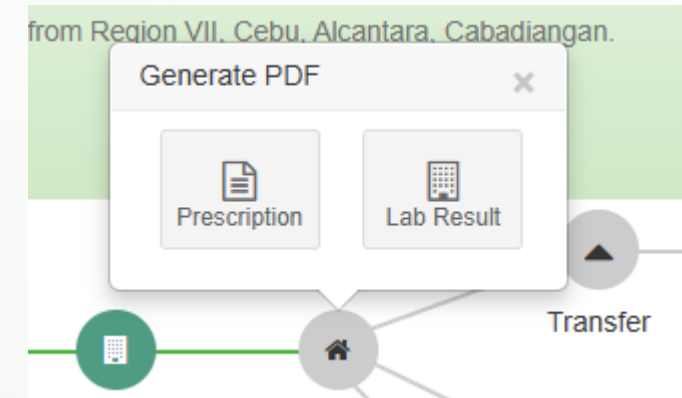 from Region VII, Cebu, Alcantara, Cabadiangan.
Generate PDF ×
Prescription Lab Result
Transfer